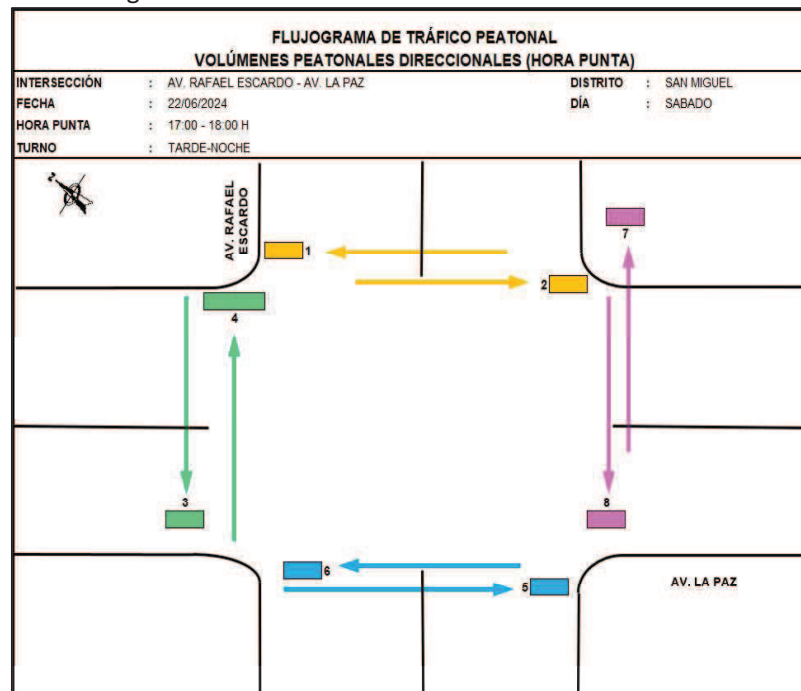 FLUJOGRAMA DE TRÁFICO PEATONAL
VOLÚMENES PEATONALES DIRECCIONALES (HORA PUNTA)
INTERSECCIÓN : AV. RAFAEL ESCARDO - AV. LA PAZ DISTRITO : SAN MIGUEL
FECHA : 22/06/2024 DÍA : SABADO
HORA PUNTA : 17:00 - 18:00 H
TURNO : TARDE-NOCHE
AV. RAFAEL
ESCARDO
7
1
2
4
3
8
6
5
AV. LA PAZ